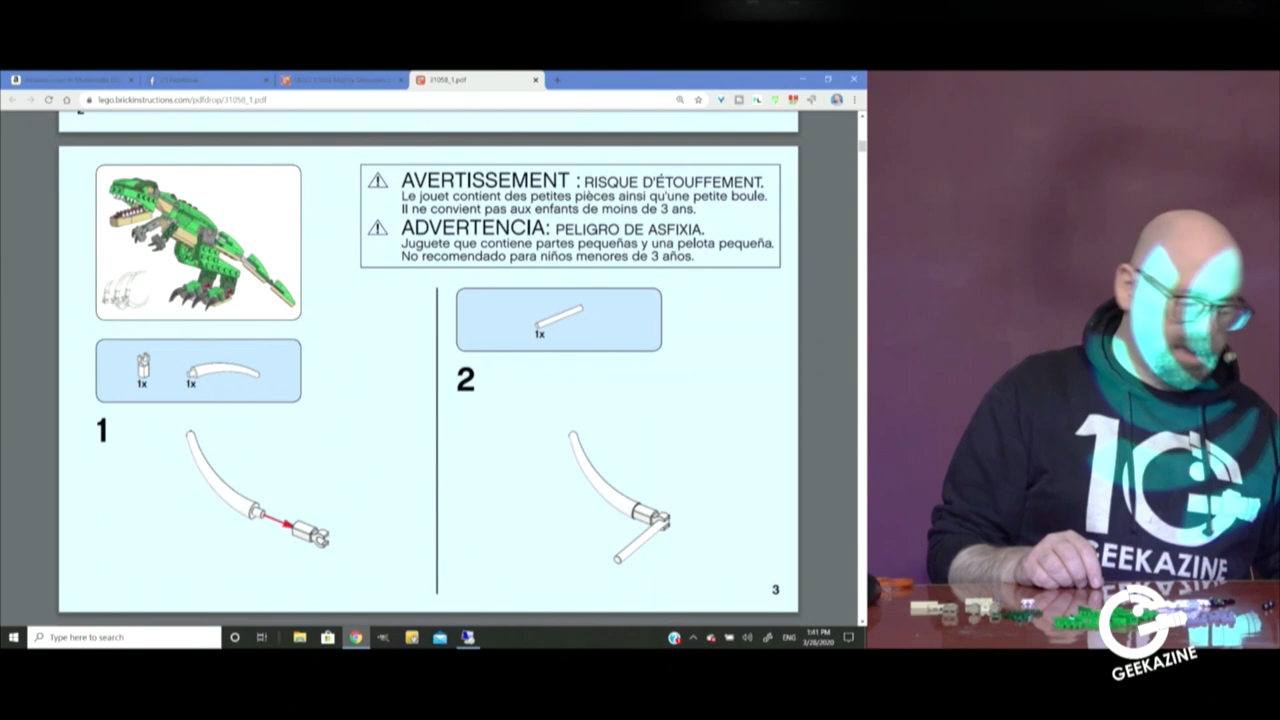 31058_1.pdf
lego.brickinstructions.com/pdfdrop/31058_1.pdf
AVERTISSEMENT : RISQUE D'ÉTOUFFEMENT.
Le jouet contient des petites pièces ainsi qu'une petite boule.
Il ne convient pas aux enfants de moins de 3 ans.
ADVERTENCIA: PELIGRO DE ASFIXIA.
Juguete que contiene partes pequeñas y una pelota pequeña.
No recomendado para niños menores de 3 años.
1x
1x
1
1x
2
3
Type here to search
ENG
1:41 PM
3/28/2020
10
GEEKAZINE
G
GEEKAZINE